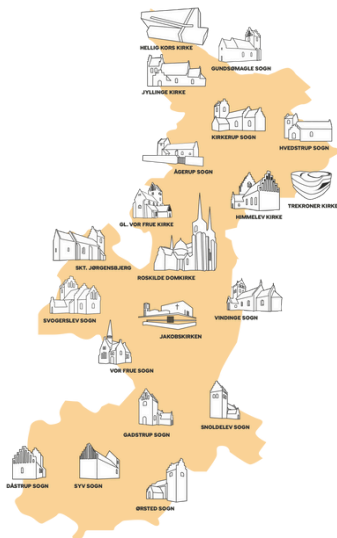 HELLIG KORS KIRKE
GUNDSØMAGLE SOGN
JYLLINGE KIRKE
KIRKERUP SOGN
HVEDSTRUP SOGN
ÅGERUP SOGN
TREKRONER KIRKE
HIMMELEV KIRKE
GL. VOR FRUE KIRKE
SKT. JØRGENSBJERG
ROSKILDE DOMKIRKE
SVOGERSLEV SOGN
VINDINGE SOGN
JAKOBSKIRKEN
VOR FRUE SOGN
SNOLDELEV SOGN
GADSTRUP SOGN
DÅSTRUP SOGN
SYV SOGN
ØRSTED SOGN